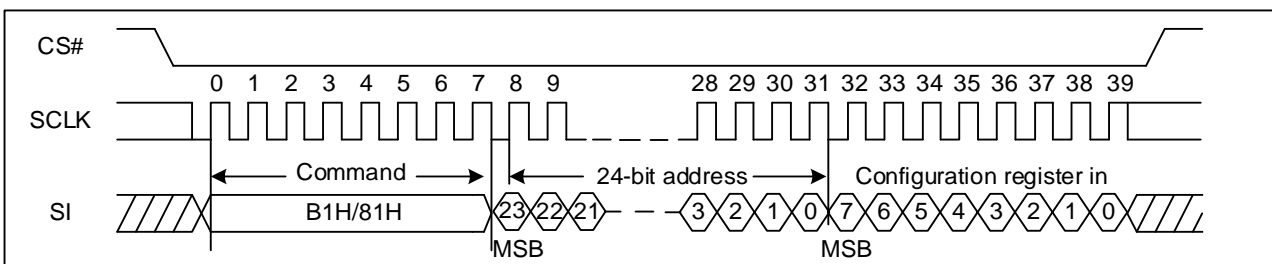 CS#
0 1 2 3 4 5 6 7 8 9 28 29 30 31 32 33 34 35 36 37 38 39
SCLK
Command 24-bit address Configuration register in
SI B1H/81H 23 22 21 3 2 1 0 7 6 5 4 3 2 1 0
MSB MSB